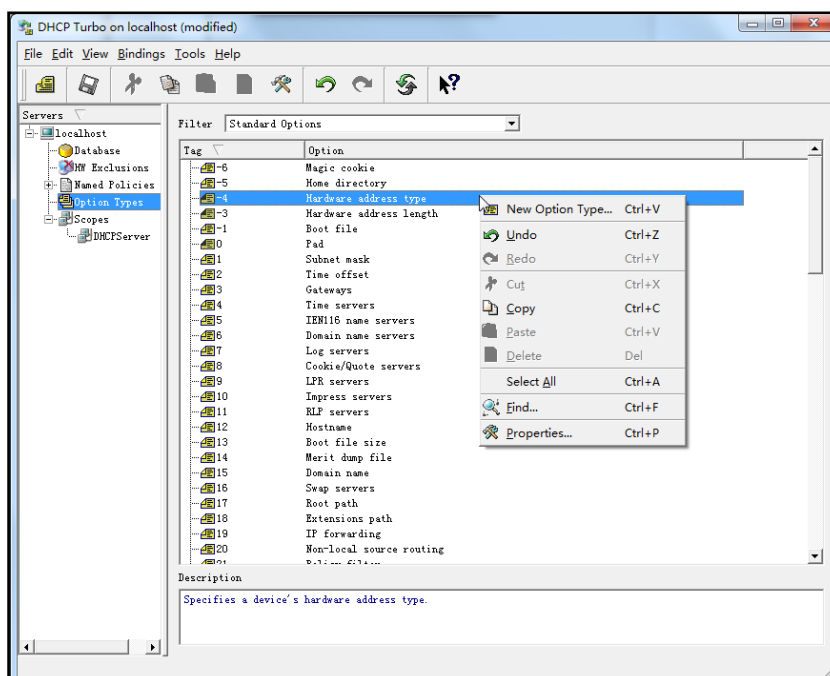 DHCP Turbo on localhost (modified)
File Edit View Bindings Tools Help
Servers
localhost
Database
HW Exclusions
Named Policies
Option Types
Scopes
DHCPServer
Filter Standard Options
Tag Option
-6 Magic cookie
-5 Home directory
-4 Hardware address type
-3 Hardware address length
-1 Boot file
0 Pad
1 Subnet mask
2 Time offset
3 Gateways
4 Time servers
5 IEN116 name servers
6 Domain name servers
7 Log servers
8 Cookie/Quote servers
9 LPR servers
10 Impress servers
11 RLP servers
12 Hostname
13 Boot file size
14 Merit dump file
15 Domain name
16 Swap servers
17 Root path
18 Extensions path
19 IP forwarding
20 Non-local source routing
21 Policy filter
New Option Type... Ctrl+V
Undo Ctrl+Z
Redo Ctrl+Y
Cut Ctrl+X
Copy Ctrl+C
Paste Ctrl+V
Delete Del
Select All Ctrl+A
Find... Ctrl+F
Properties... Ctrl+P
Description
Specifies a device's hardware address type.